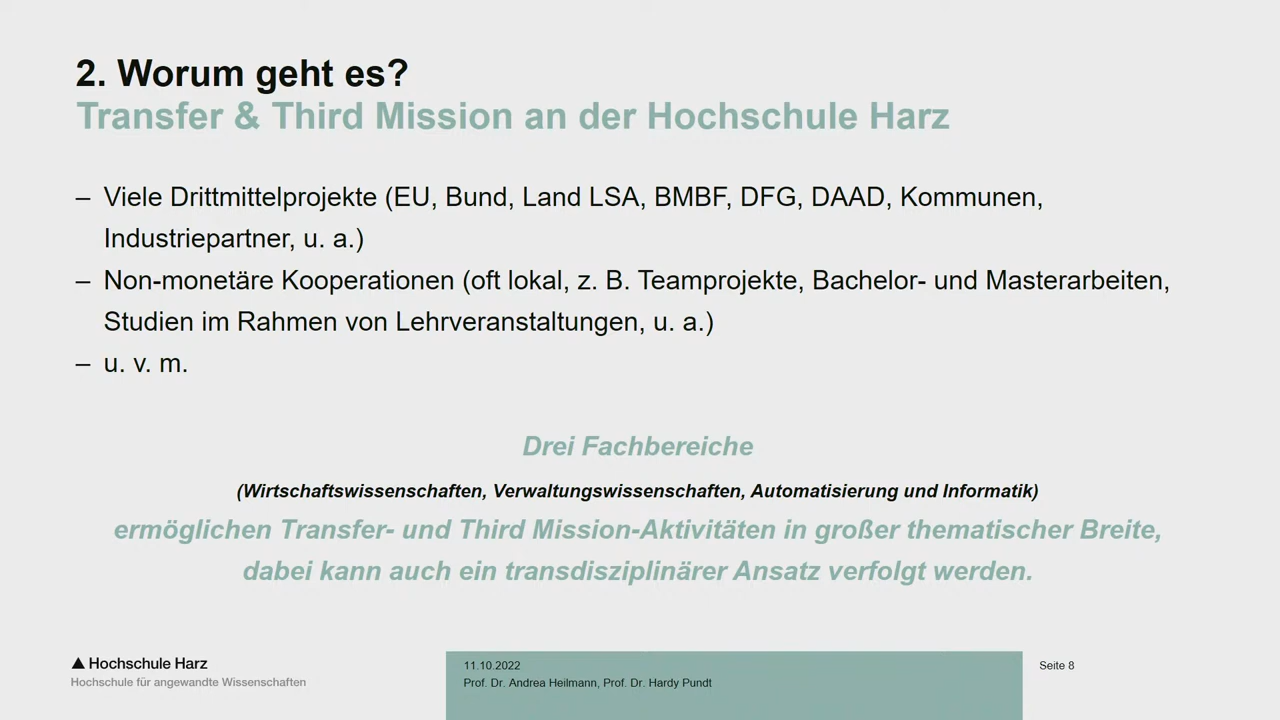 2. Worum geht es?
Transfer & Third Mission an der Hochschule Harz
– Viele Drittmittelprojekte (EU, Bund, Land LSA, BMBF, DFG, DAAD, Kommunen,
Industriepartner, u. a.)
– Non-monetäre Kooperationen (oft lokal, z. B. Teamprojekte, Bachelor- und Masterarbeiten,
Studien im Rahmen von Lehrveranstaltungen, u. a.)
– u. v. m.
Drei Fachbereiche
(Wirtschaftswissenschaften, Verwaltungswissenschaften, Automatisierung und Informatik)
ermöglichen Transfer- und Third Mission-Aktivitäten in großer thematischer Breite,
dabei kann auch ein transdisziplinärer Ansatz verfolgt werden.
Hochschule Harz
Hochschule für angewandte Wissenschaften
11.10.2022
Prof. Dr. Andrea Heilmann, Prof. Dr. Hardy Pundt
Seite 8